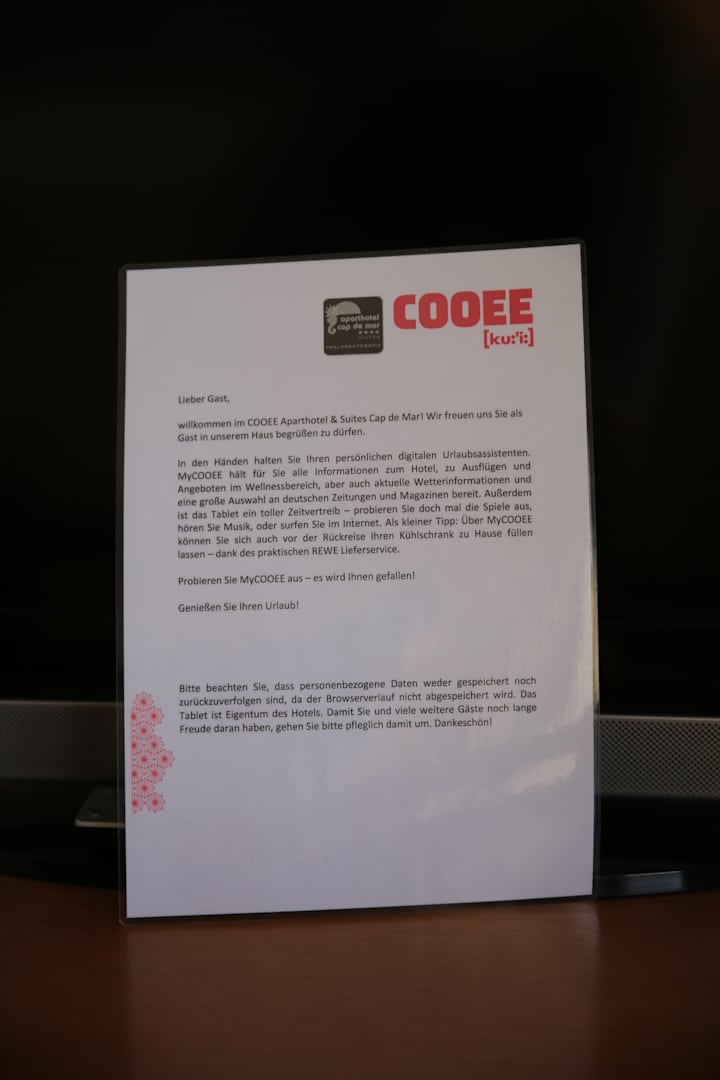 aparthotel
cap de mar
★★★★
SUITES
THALASSOTERAPIA
COOEE
[ku:'i:]
Lieber Gast,
willkommen im COOEE Aparthotel & Suites Cap de Mar! Wir freuen uns Sie als
Gast in unserem Haus begrüßen zu dürfen.
In den Händen halten Sie Ihren persönlichen digitalen Urlaubsassistenten.
MyCOOEE hält für Sie alle Informationen zum Hotel, zu Ausflügen und
Angeboten im Wellnessbereich, aber auch aktuelle Wetterinformationen und
eine große Auswahl an deutschen Zeitungen und Magazinen bereit. Außerdem
ist das Tablet ein toller Zeitvertreib – probieren Sie doch mal die Spiele aus,
hören Sie Musik, oder surfen Sie im Internet. Als kleiner Tipp: Über MyCOOEE
können Sie sich auch vor der Rückreise Ihren Kühlschrank zu Hause füllen
lassen – dank des praktischen REWE Lieferservice.
Probieren Sie MyCOOEE aus – es wird Ihnen gefallen!
Genießen Sie Ihren Urlaub!
Bitte beachten Sie, dass personenbezogene Daten weder gespeichert noch
zurückzuverfolgen sind, da der Browserverlauf nicht abgespeichert wird. Das
Tablet ist Eigentum des Hotels. Damit Sie und viele weitere Gäste noch lange
Freude daran haben, gehen Sie bitte pfleglich damit um. Dankeschön!